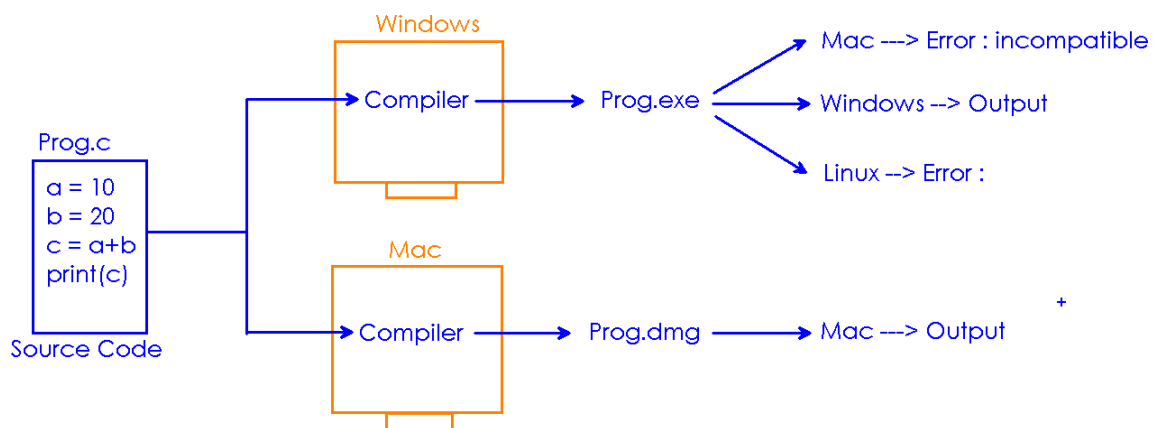 Windows
Mac ---> Error : incompatible
Compiler
Prog.exe
Windows --> Output
Prog.c
Linux --> Error :
a = 10
b = 20
c = a+b
print(c)
Source Code
Mac
Compiler
Prog.dmg
Mac ---> Output